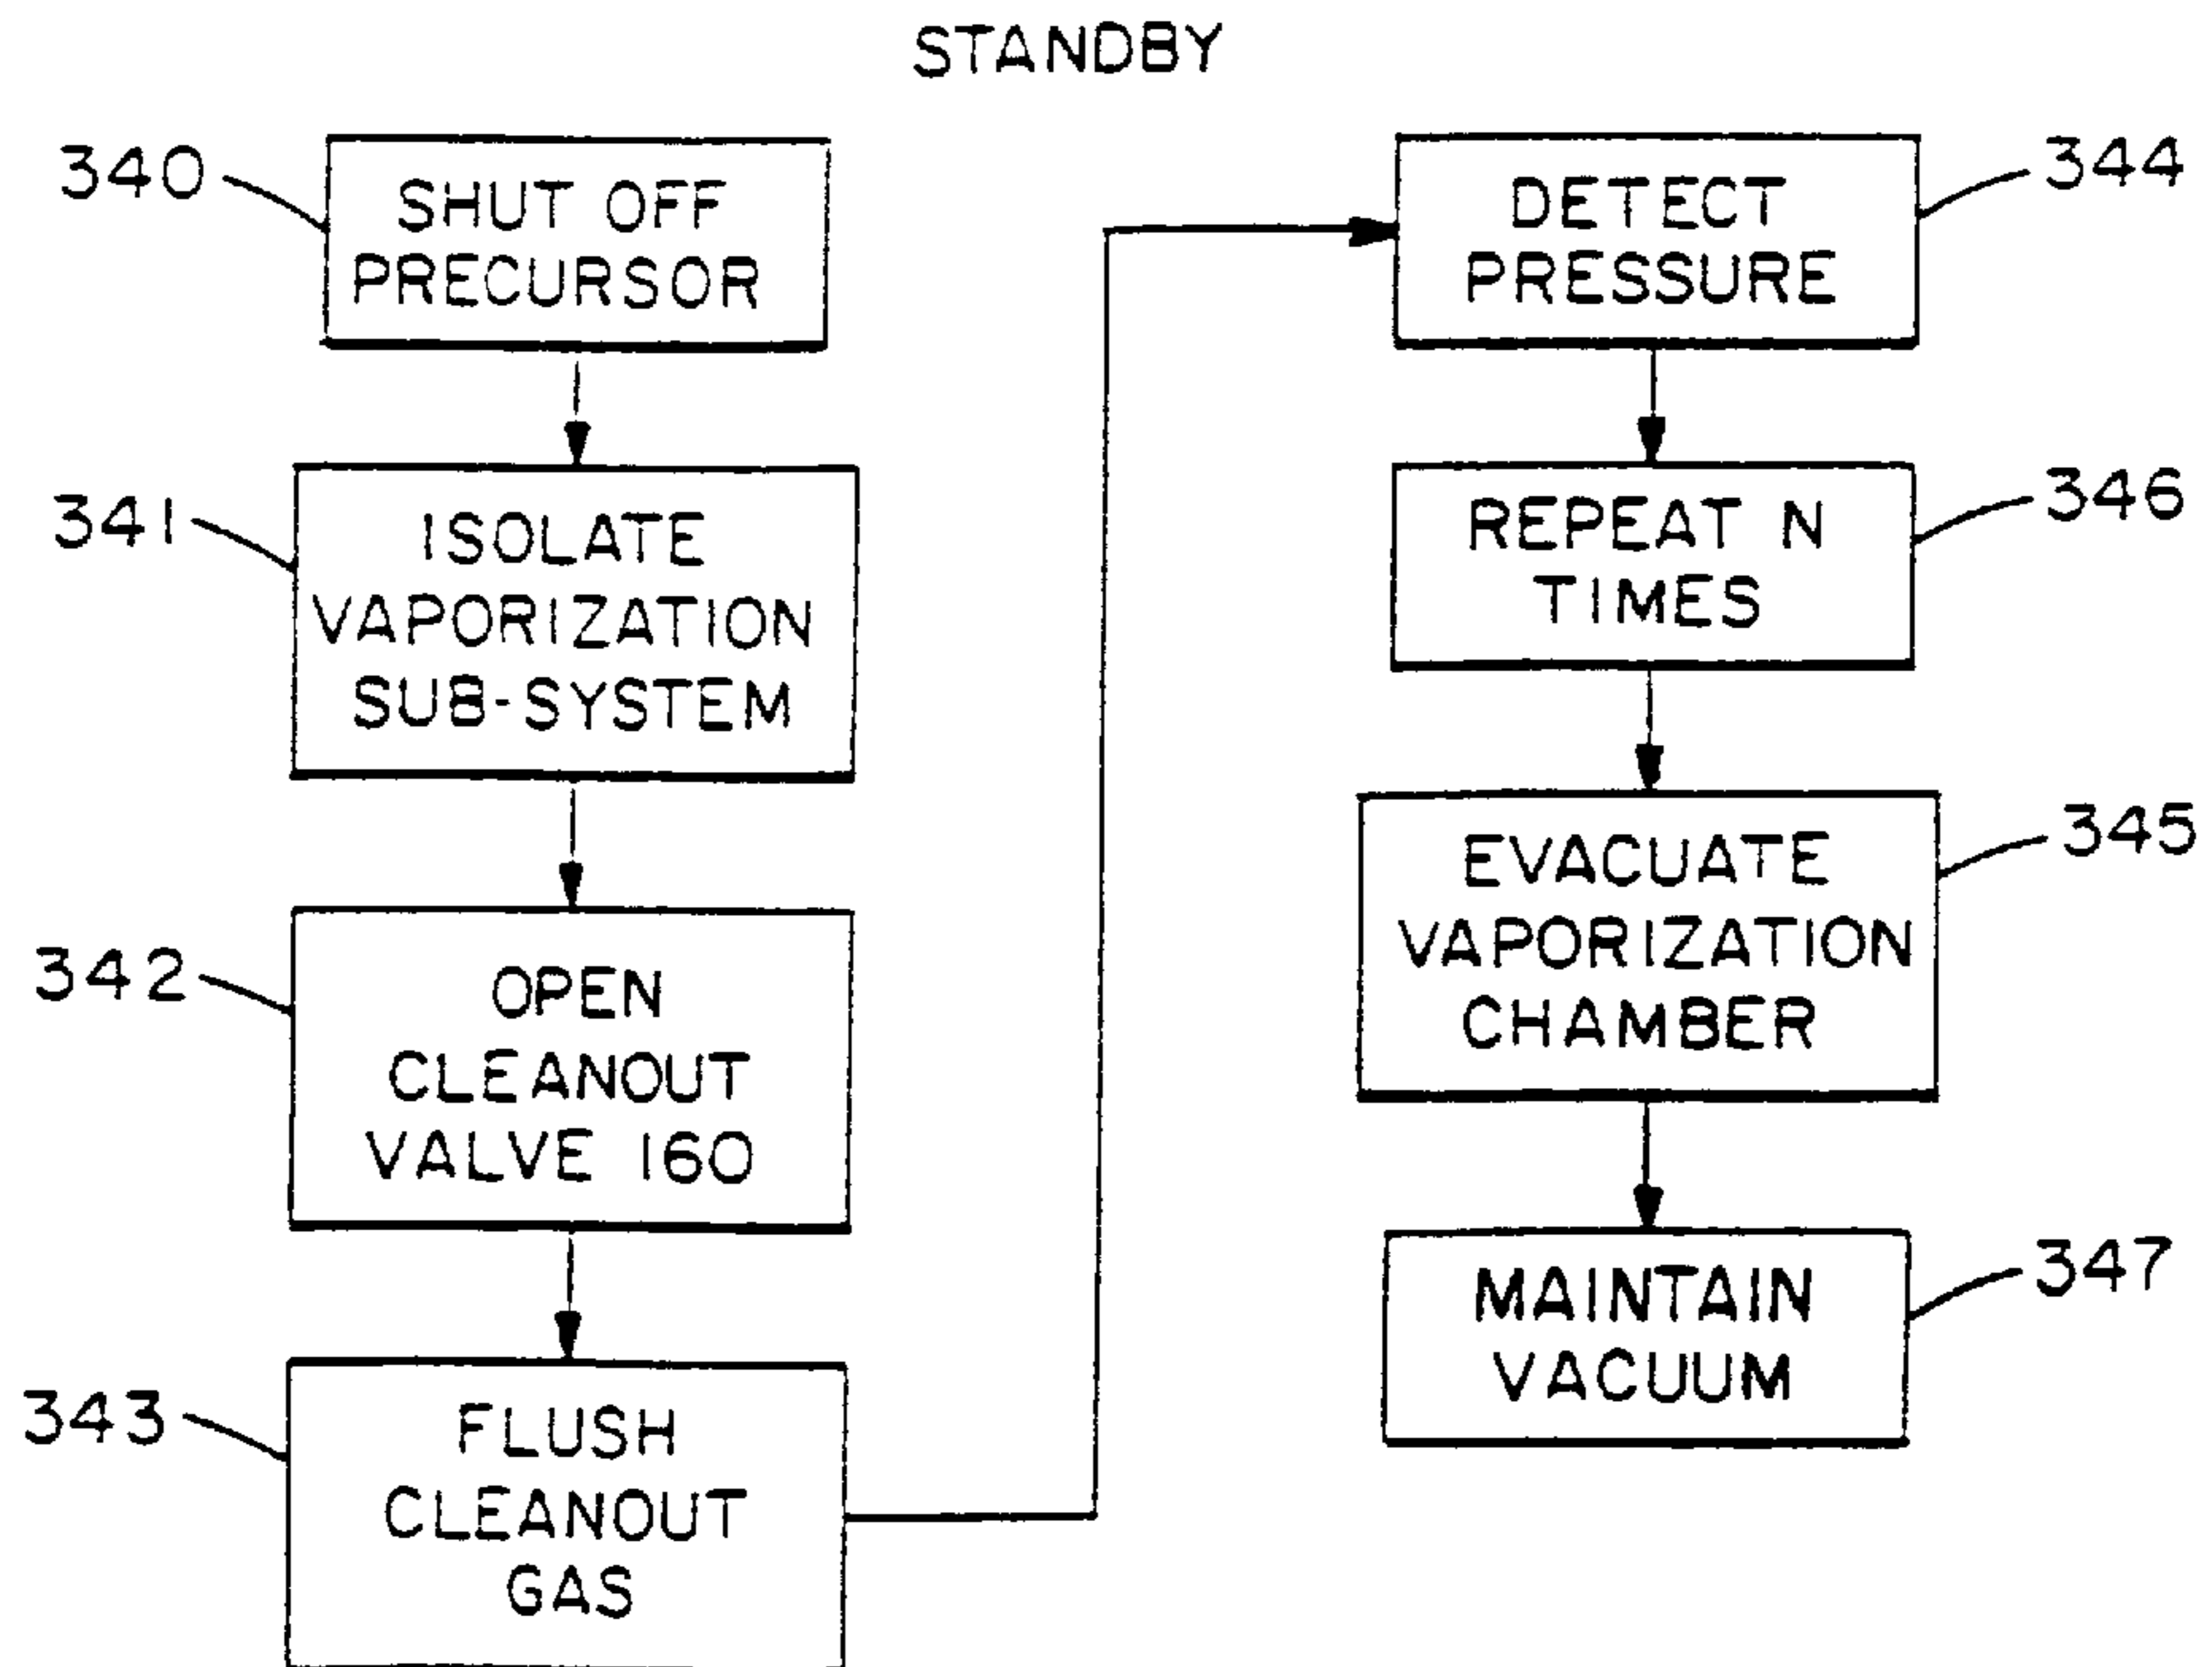 STANDBY
340
SHUT OFF
PRECURSOR
341
ISOLATE
VAPORIZATION
SUB-SYSTEM
342
OPEN
CLEANOUT
VALVE 160
343
FLUSH
CLEANOUT
GAS
344
DETECT
PRESSURE
346
REPEAT N
TIMES
345
EVACUATE
VAPORIZATION
CHAMBER
347
MAINTAIN
VACUUM